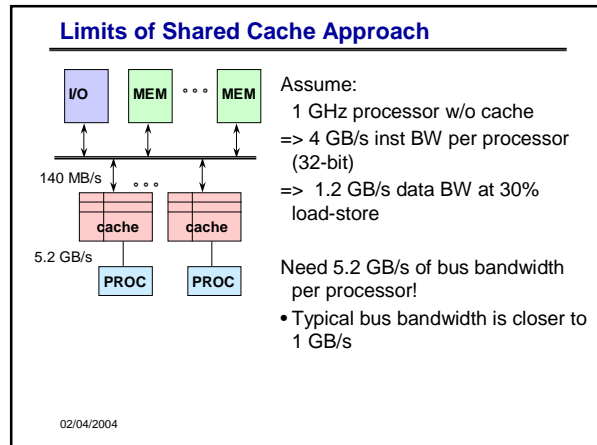 Limits of Shared Cache Approach
I/O
MEM
° ° °
MEM
140 MB/s
° ° °
cache
cache
5.2 GB/s
PROC
PROC
Assume:
1 GHz processor w/o cache
=> 4 GB/s inst BW per processor
(32-bit)
=> 1.2 GB/s data BW at 30%
load-store
Need 5.2 GB/s of bus bandwidth
per processor!
• Typical bus bandwidth is closer to
1 GB/s
02/04/2004